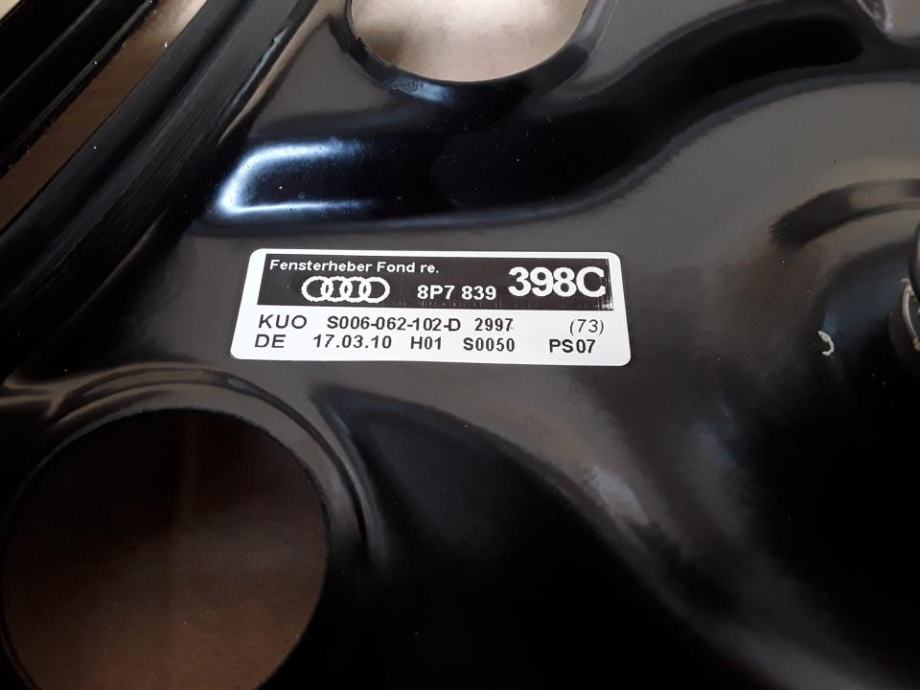 Fensterheber Fond re.
8P7 839 398C
KUO S006-062-102-D 2997 (73)
DE 17.03.10 H01 S0050 PS07